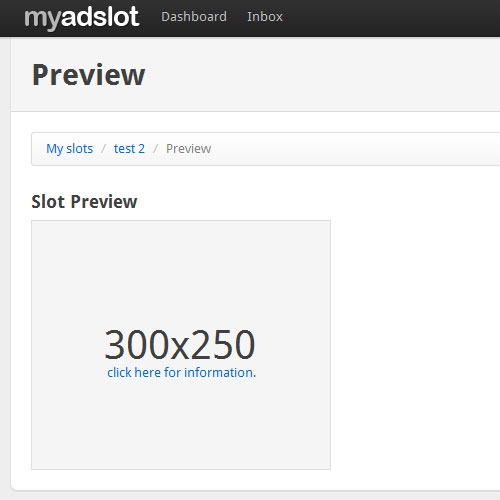 myadslot Dashboard Inbox
Preview
My slots / test 2 / Preview
Slot Preview
300x250
click here for information.